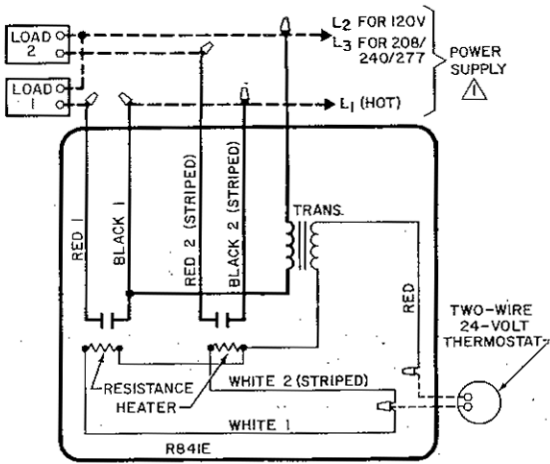 LOAD
2
L2 FOR 120V
L3 FOR 208/
240/277
POWER
SUPPLY
1
LOAD
1
L1 (HOT)
RED 1
BLACK 1
RED 2 (STRIPED)
BLACK 2 (STRIPED)
TRANS.
RED
TWO-WIRE
24-VOLT
THERMOSTAT
RESISTANCE
HEATER
WHITE 2 (STRIPED)
WHITE 1
R841E